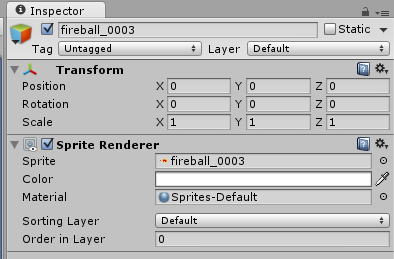 Inspector
fireball_0003 Static
Tag Untagged Layer Default
Transform
Position X 0 Y 0 Z 0
Rotation X 0 Y 0 Z 0
Scale X 1 Y 1 Z 1
Sprite Renderer
Sprite fireball_0003
Color
Material Sprites-Default
Sorting Layer Default
Order in Layer 0